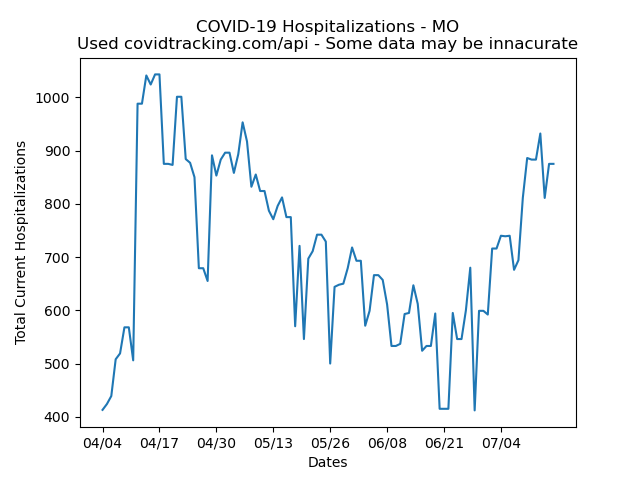 COVID-19 Hospitalizations - MO
Used covidtracking.com/api - Some data may be innacurate
Total Current Hospitalizations
1000
900
800
700
600
500
400
04/04 04/17 04/30 05/13 05/26 06/08 06/21 07/04
Dates